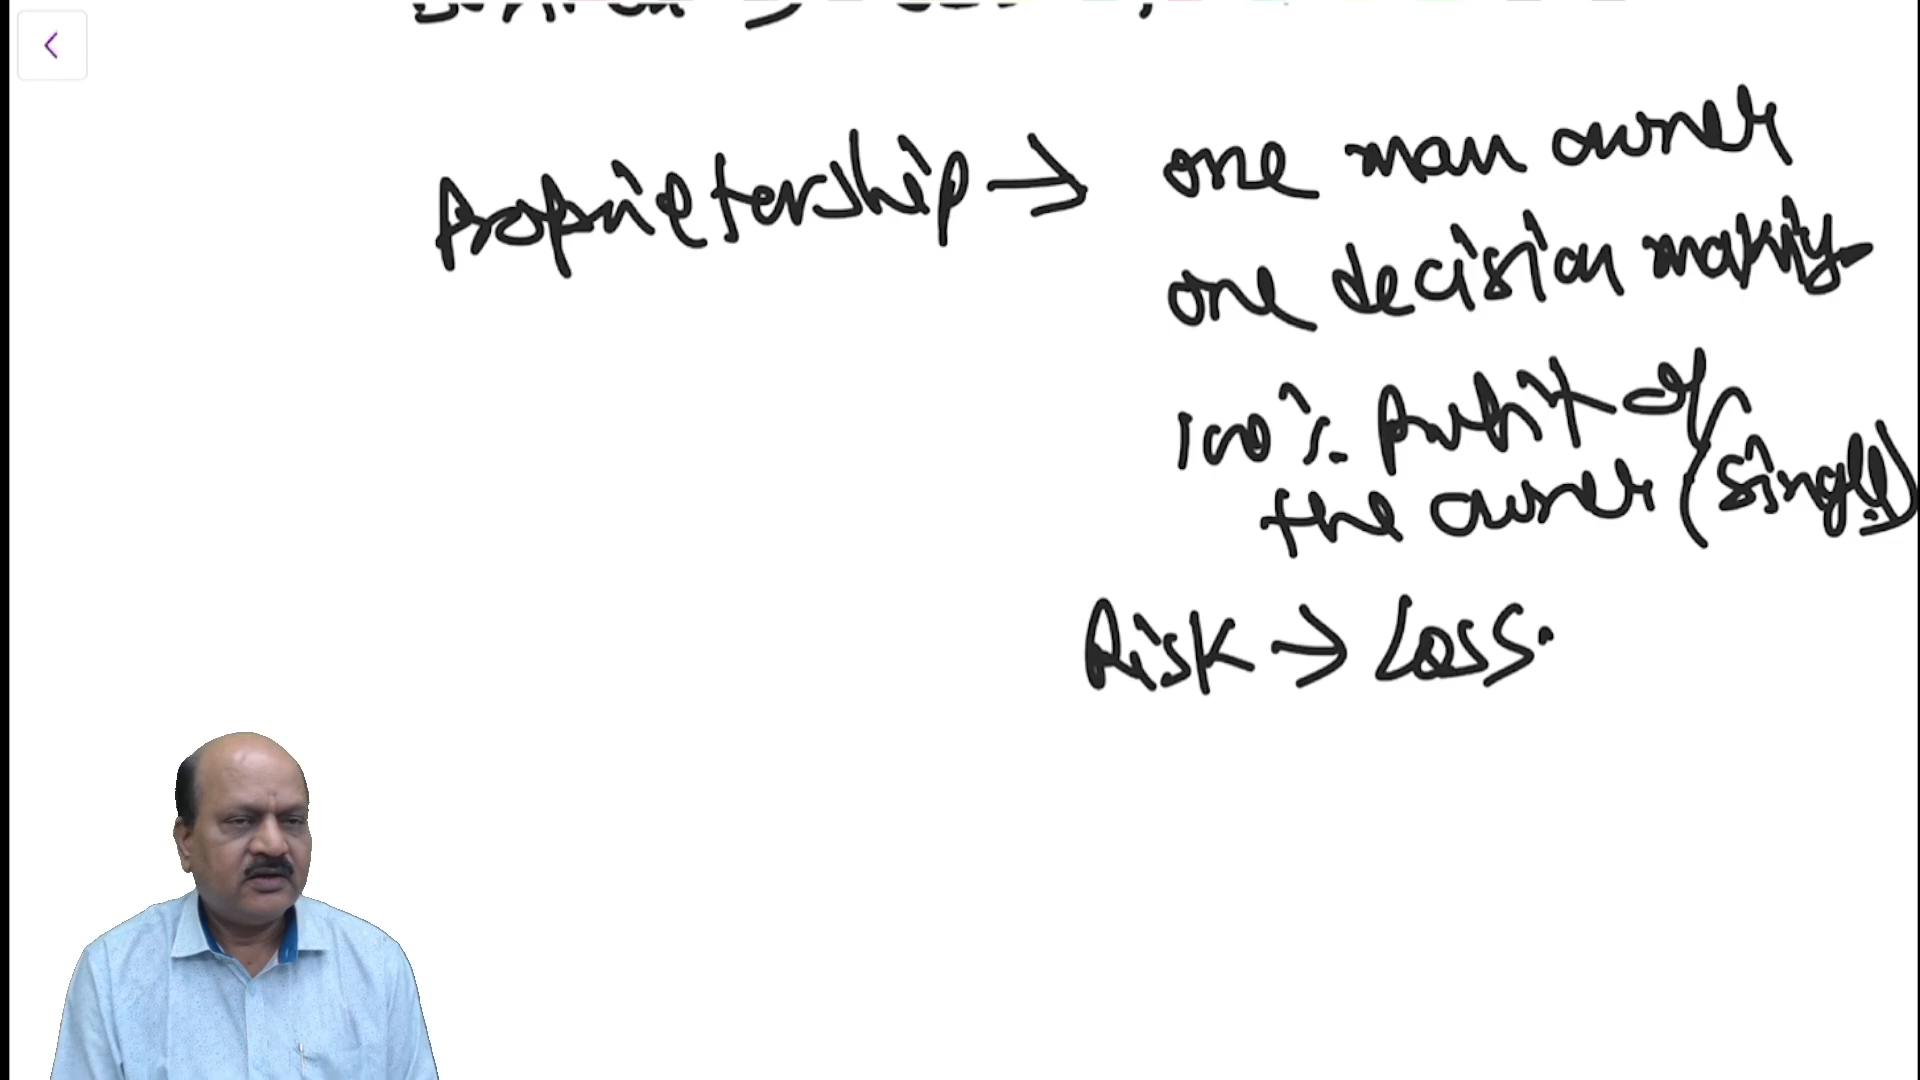 Proprietership → one man owner
one decision making.
100% profit of
the owner (single)
Risk → Loss.